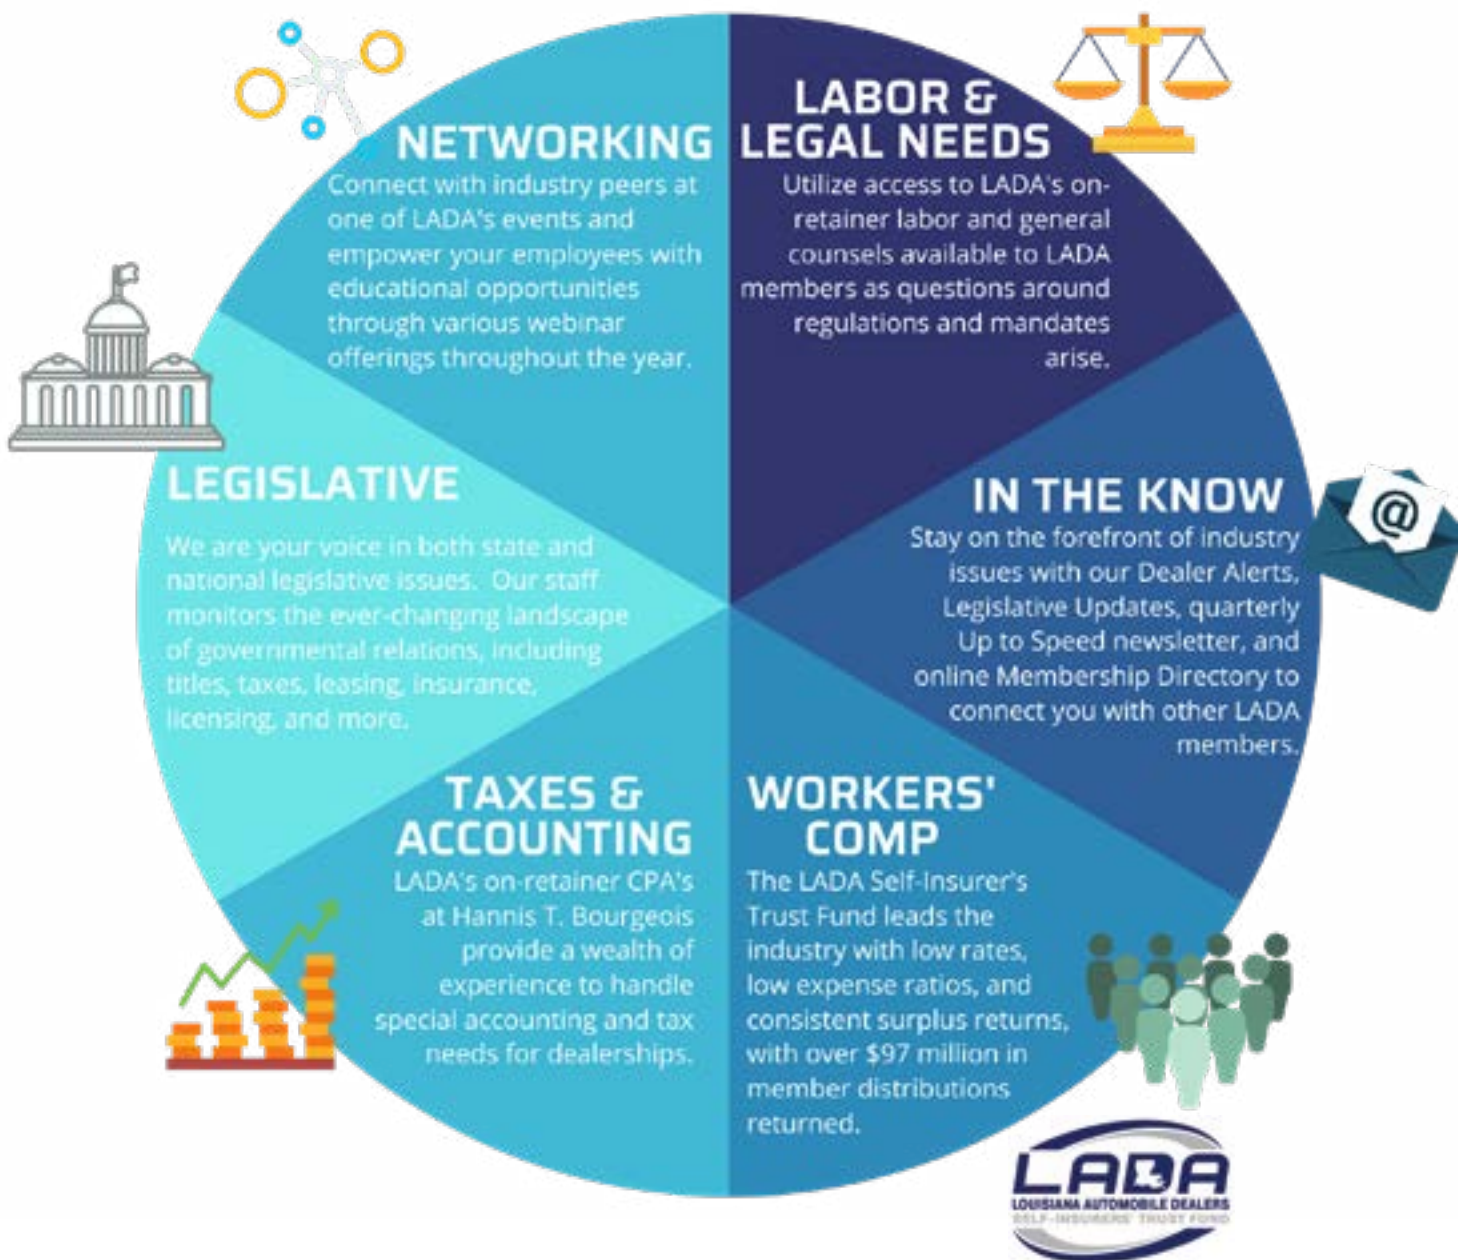 NETWORKING
Connect with industry peers at
one of LADA's events and
empower your employees with
educational opportunities
through various webinar
offerings throughout the year.
LABOR &
LEGAL NEEDS
Utilize access to LADA's on-
retainer labor and general
counsels available to LADA
members as questions around
regulations and mandates
arise.
LEGISLATIVE
We are your voice in both state and
national legislative issues. Our staff
monitors the ever-changing landscape
of governmental relations, including
titles, taxes, leasing, insurance,
licensing, and more.
IN THE KNOW
Stay on the forefront of industry
issues with our Dealer Alerts,
Legislative Updates, quarterly
Up to Speed newsletter, and
online Membership Directory to
connect you with other LADA
members.
@
TAXES &
ACCOUNTING
LADA's on-retainer CPA's
at Hannis T. Bourgeois
provide a wealth of
experience to handle
special accounting and tax
needs for dealerships.
WORKERS'
COMP
The LADA Self-Insurer's
Trust Fund leads the
industry with low rates,
low expense ratios, and
consistent surplus returns,
with over $97 million in
member distributions
returned.
LADA
LOUISIANA AUTOMOBILE DEALERS
SELF-INSURERS' TRUST FUND